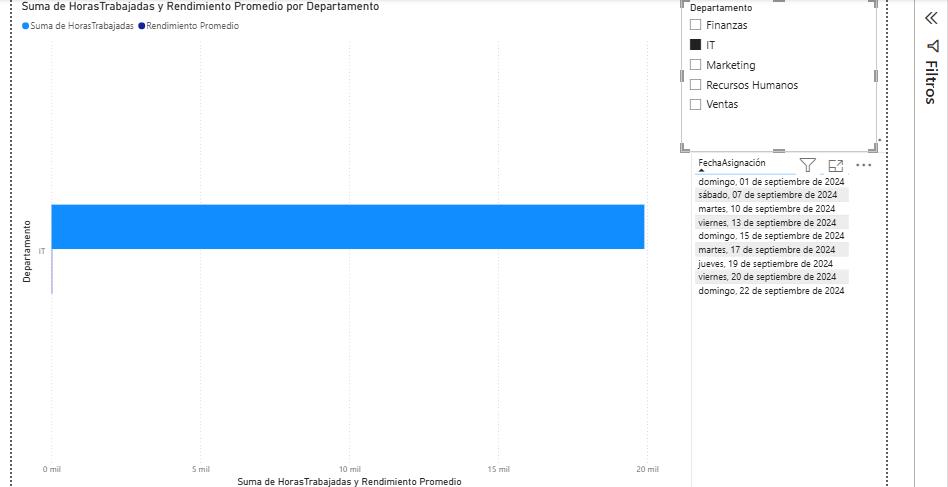 Suma de HorasTrabajadas y Rendimiento Promedio por Departamento
Suma de HorasTrabajadas Rendimiento Promedio
Departamento
IT
0 mil 5 mil 10 mil 15 mil 20 mil
Suma de HorasTrabajadas y Rendimiento Promedio
Departamento
Finanzas
IT
Marketing
Recursos Humanos
Ventas
FechaAsignación
domingo, 01 de septiembre de 2024
sábado, 07 de septiembre de 2024
martes, 10 de septiembre de 2024
viernes, 13 de septiembre de 2024
domingo, 15 de septiembre de 2024
martes, 17 de septiembre de 2024
jueves, 19 de septiembre de 2024
viernes, 20 de septiembre de 2024
domingo, 22 de septiembre de 2024
Filtros